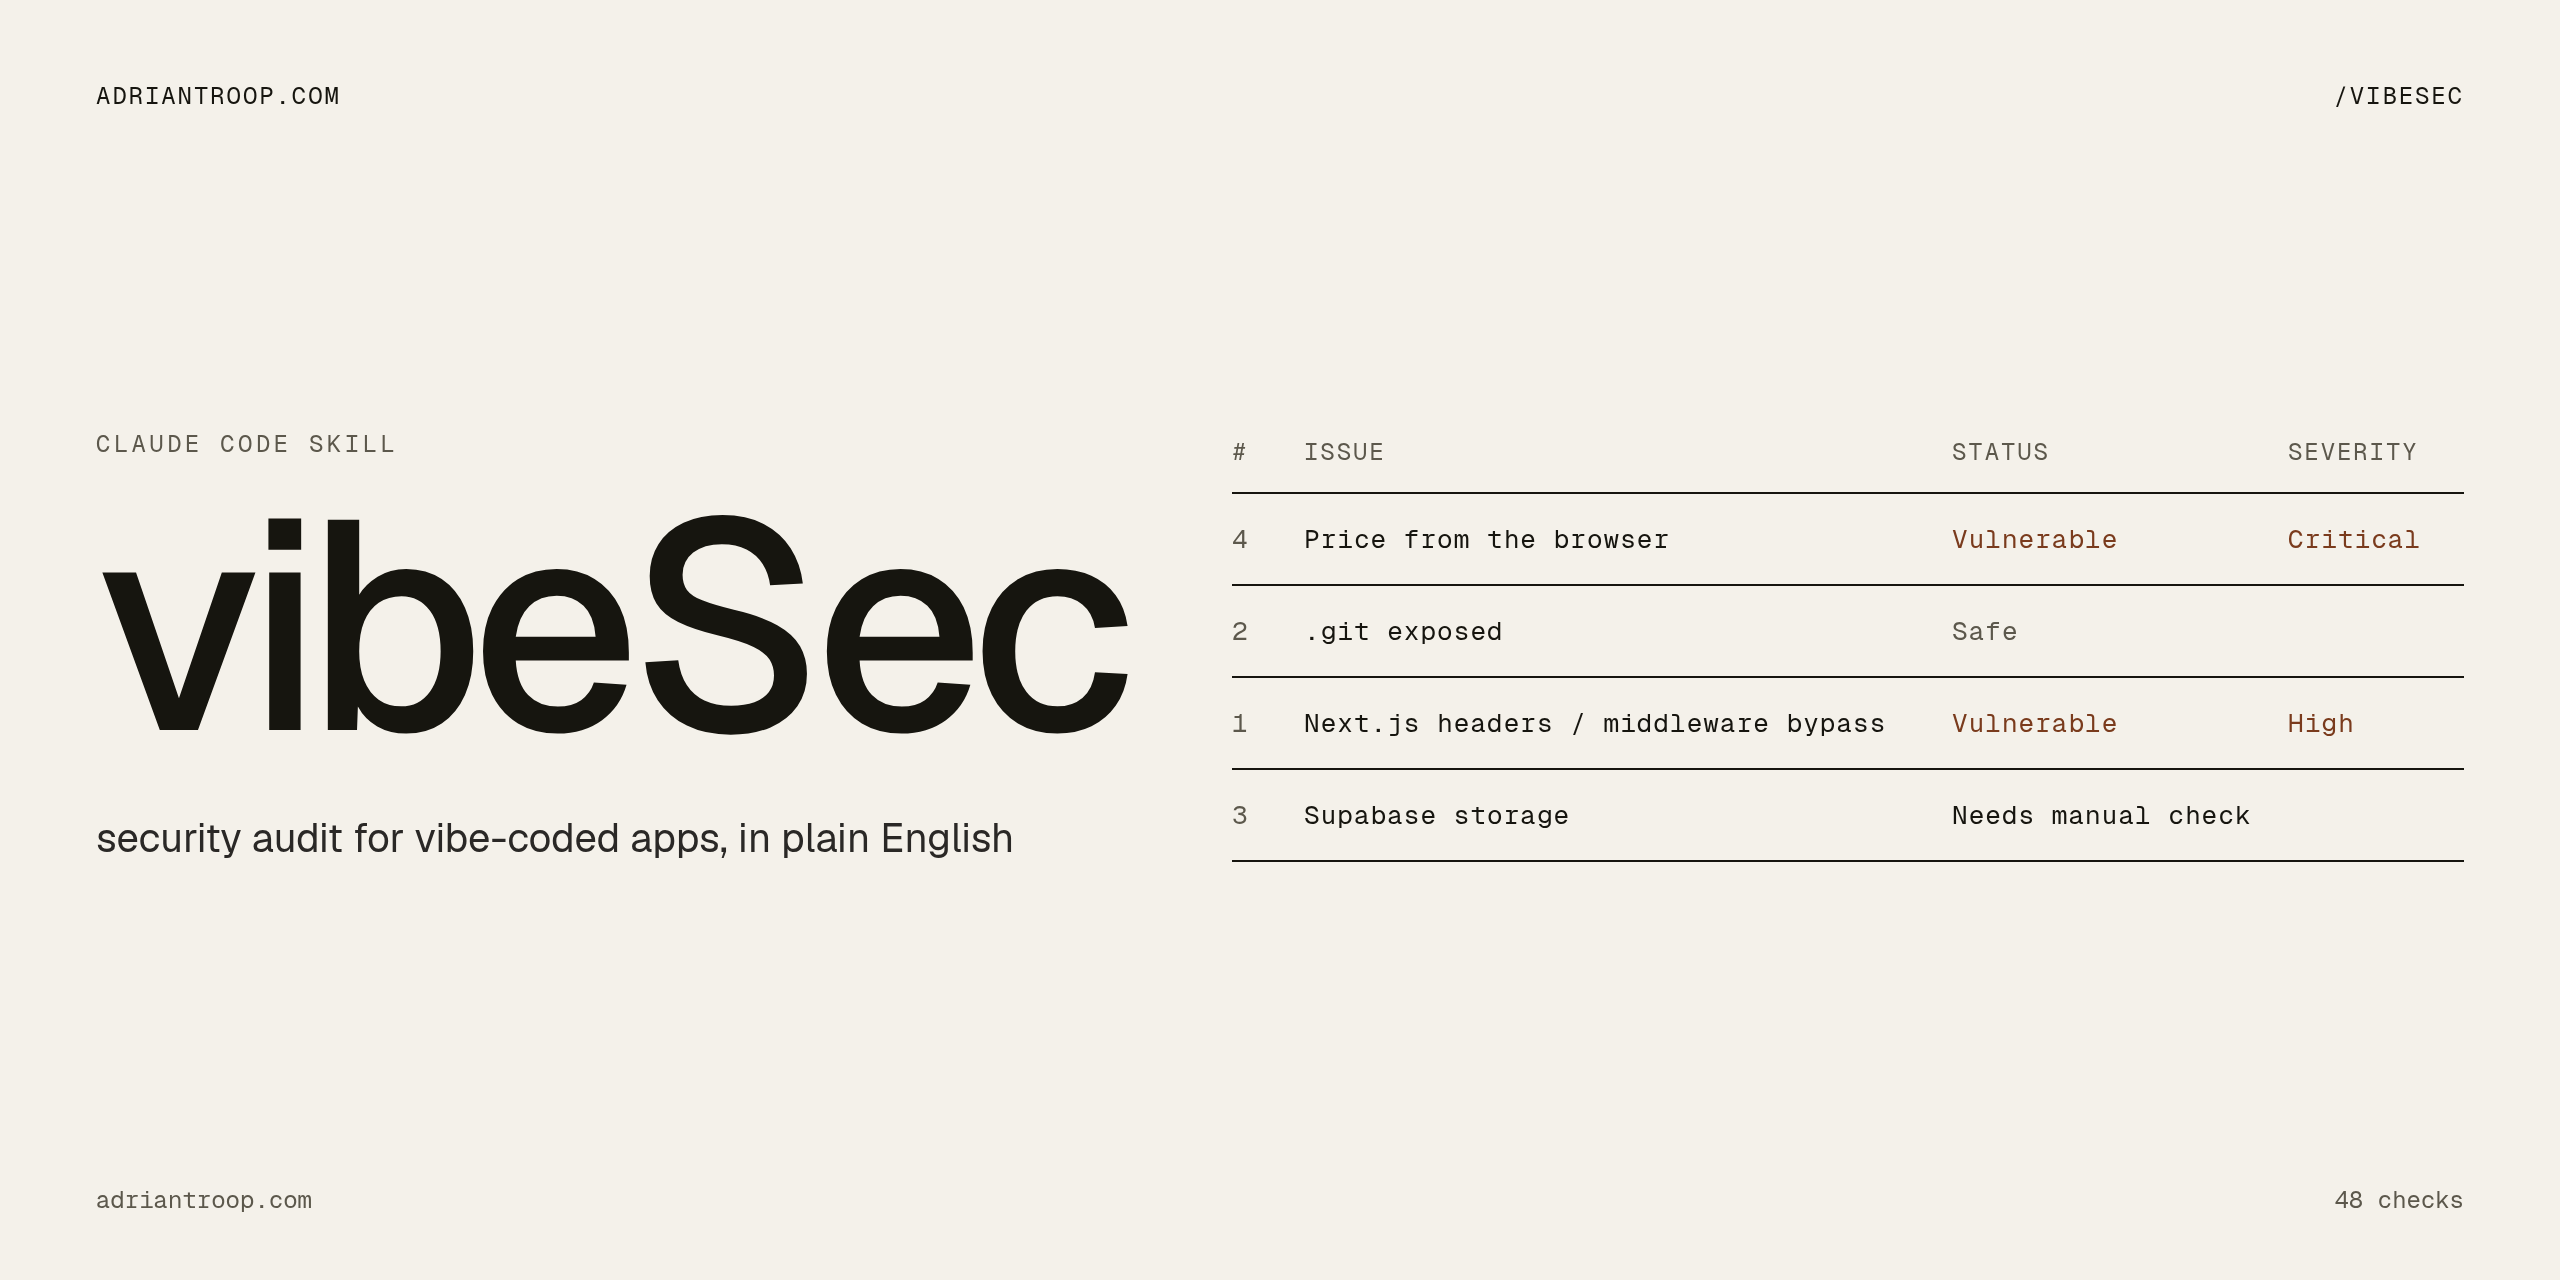 ADRIANTROOP.COM
/VIBESEC
CLAUDE CODE SKILL
vibeSec
security audit for vibe-coded apps, in plain English
# ISSUE STATUS SEVERITY
4 Price from the browser Vulnerable Critical
2 .git exposed Safe
1 Next.js headers / middleware bypass Vulnerable High
3 Supabase storage Needs manual check
adriantroop.com
48 checks